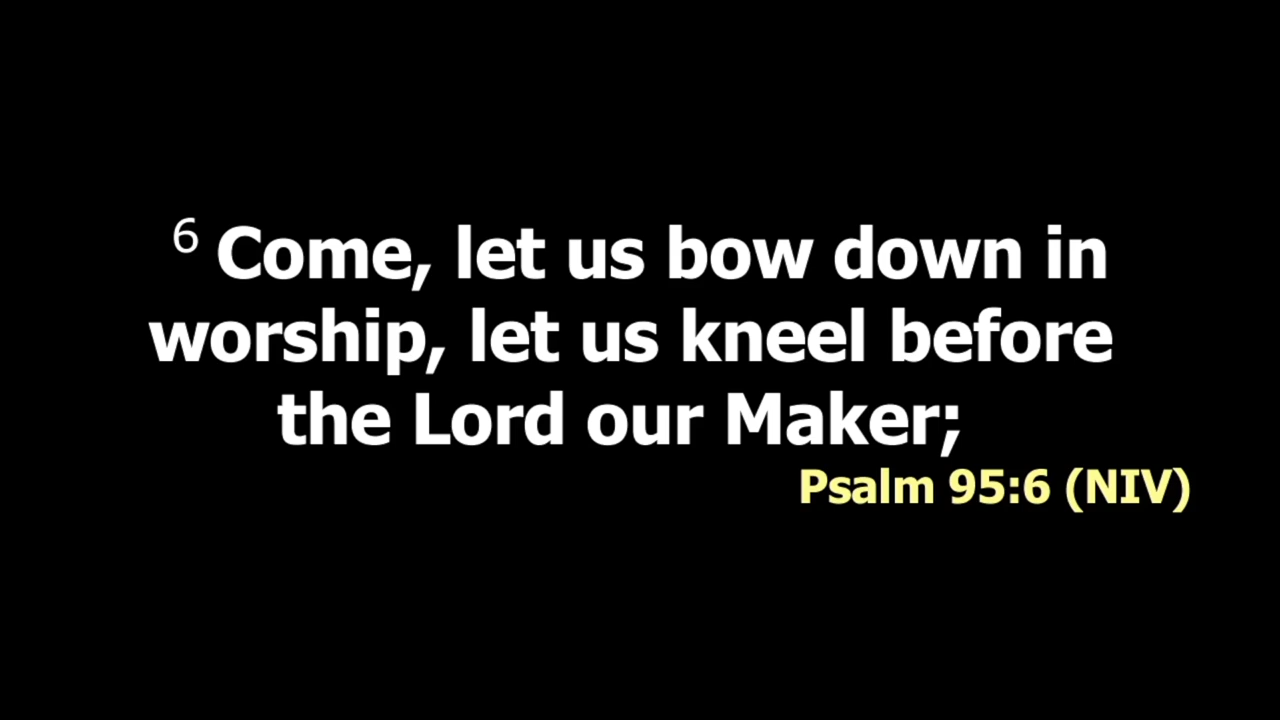 6 Come, let us bow down in
worship, let us kneel before
the Lord our Maker;
Psalm 95:6 (NIV)